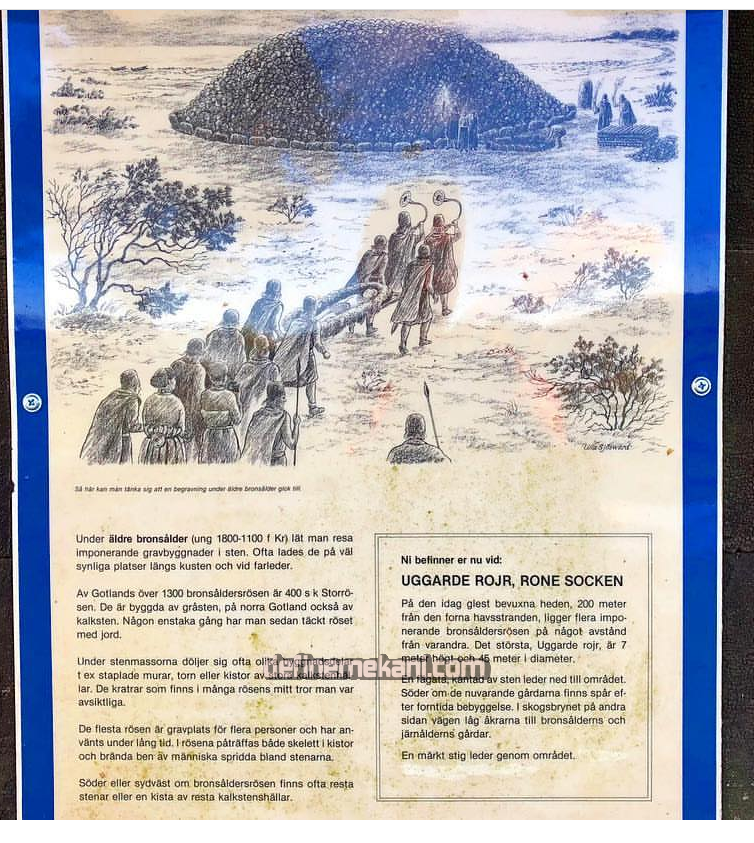 Ulla Sjöswärd
Så här kan man tänka sig att en begravning under äldre bronsålder gick till.
Under äldre bronsålder (ung 1800-1100 f Kr) lät man resa
imponerande gravbyggnader i sten. Ofta lades de på väl
synliga platser längs kusten och vid farleder.
Av Gotlands över 1300 bronsåldersrösen är 400 s k Storrö-
sen. De är byggda av gråsten, på norra Gotland också av
kalksten. Någon enstaka gång har man sedan täckt röset
med jord.
Under stenmassorna döljer sig ofta olika byggnadsdelar
t ex staplade murar, torn eller kistor av stora kalkstenhäl-
lar. De kratrar som finns i många rösens mitt tror man var
avsiktliga.
De flesta rösen är gravplats för flera personer och har an-
vänts under lång tid. I rösena påträffas både skelett i kistor
och brända ben av människa spridda bland stenarna.
Söder eller sydväst om bronsåldersrösen finns ofta resta
stenar eller en kista av resta kalkstenshällar.
Ni befinner er nu vid:
UGGARDE ROJR, RONE SOCKEN
På den idag glest bevuxna heden, 200 meter
från den forna havsstranden, ligger flera impo-
nerande bronsåldersrösen på något avstånd
från varandra. Det största, Uggarde rojr, är 7
meter högt och 45 meter i diameter.
En fägata, kantad av sten leder ned till området.
Söder om de nuvarande gårdarna finns spår ef-
ter forntida bebyggelse. I skogsbrynet på andra
sidan vägen låg åkrarna till bronsålderns och
järnålderns gårdar.
En märkt stig leder genom området.
definemekani.com